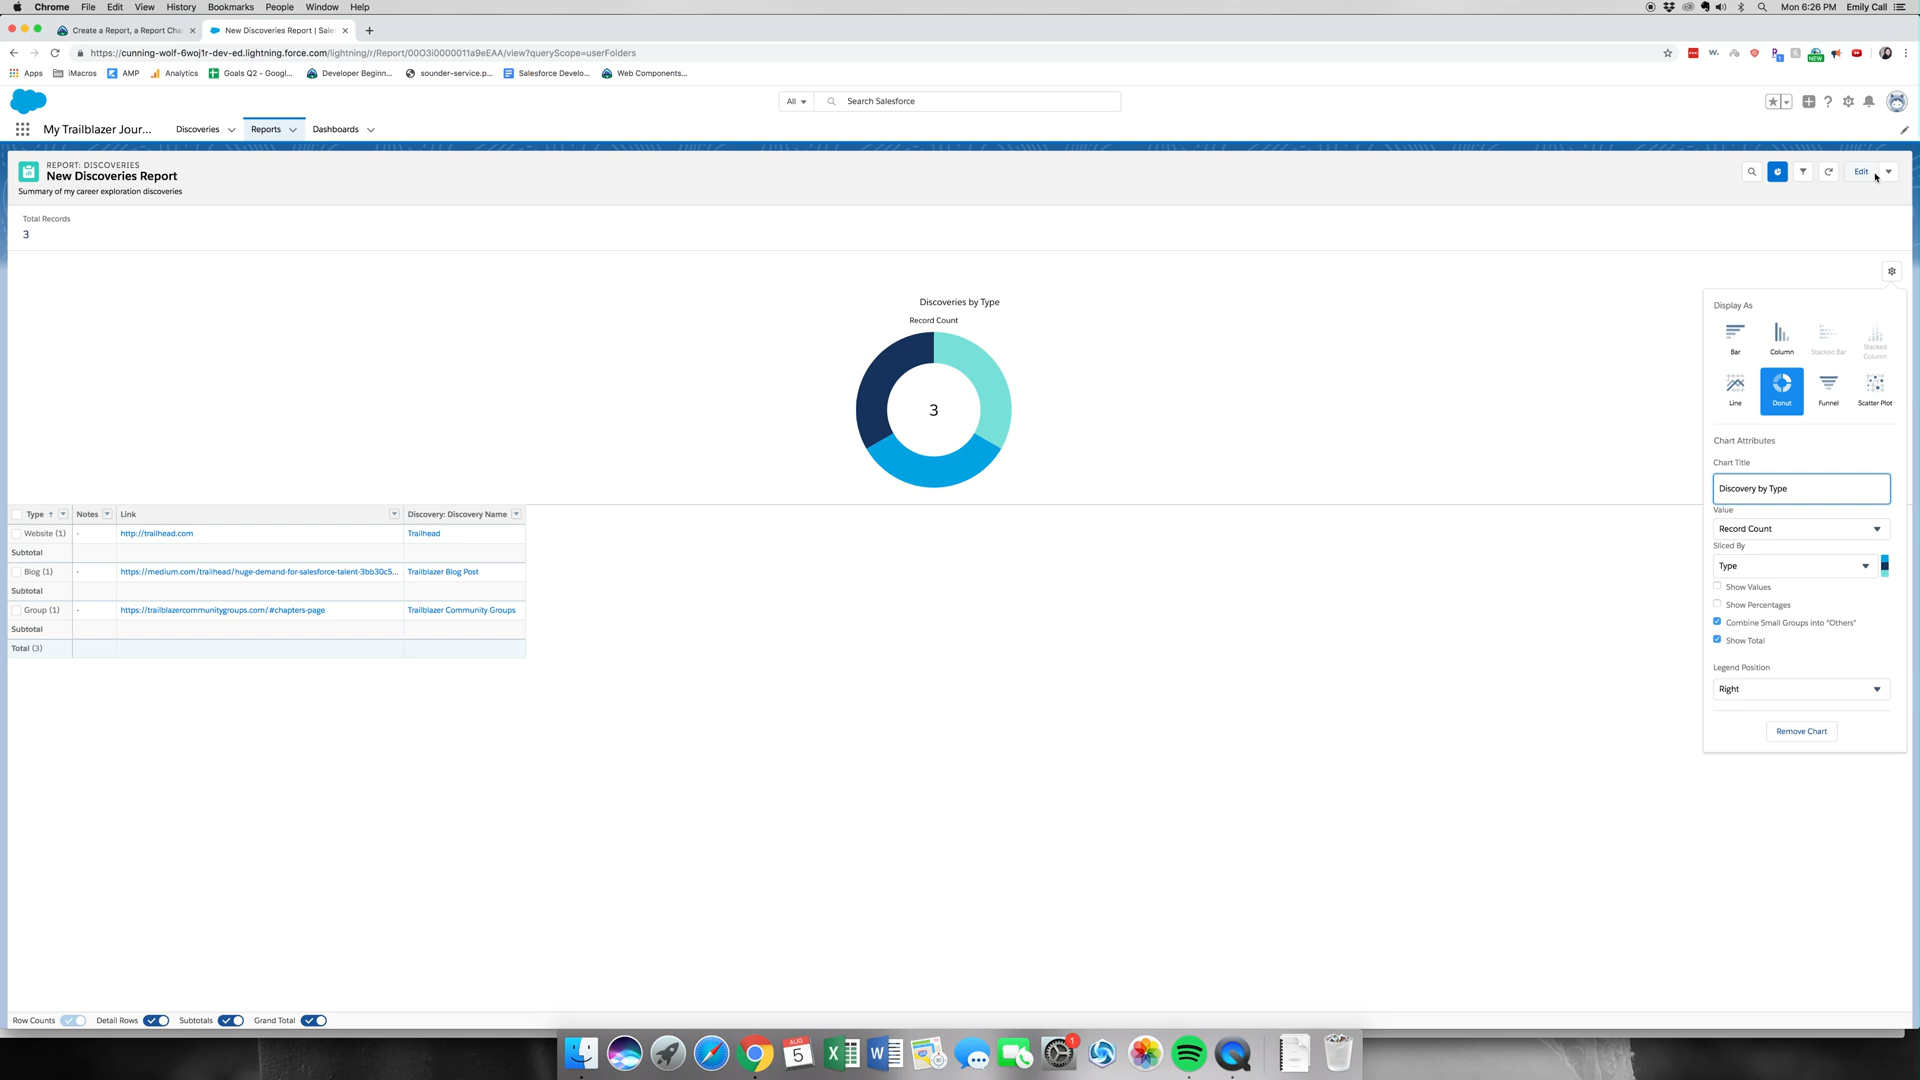 Chrome File Edit View History Bookmarks People Window Help Mon 6:26 PM Emily Call
Create a Report, a Report Cha New Discoveries Report | Sale
https://cunning-wolf-6woj1r-dev-ed.lightning.force.com/lightning/r/Report/00O3i0000011a9eEAA/view?queryScope=userFolders
Apps iMacros AMP Analytics Goals Q2 - Googl... Developer Beginn... sounder-service.p... Salesforce Develo... Web Components...
All Search Salesforce
My Trailblazer Jour... Discoveries Reports Dashboards
REPORT: DISCOVERIES
New Discoveries Report
Summary of my career exploration discoveries
Edit
Total Records
3
Discoveries by Type
Record Count
3
Display As
Bar Column Stacked Bar Stacked Column
Line Donut Funnel Scatter Plot
Chart Attributes
Chart Title
Discovery by Type
Value
Record Count
Sliced By
Type
Show Values
Show Percentages
Combine Small Groups into "Others"
Show Total
Legend Position
Right
Remove Chart
Type ↑ Notes Link Discovery: Discovery Name
Website (1) - http://trailhead.com Trailhead
Subtotal
Blog (1) - https://medium.com/trailhead/huge-demand-for-salesforce-talent-3bb30c5... Trailblazer Blog Post
Subtotal
Group (1) - https://trailblazercommunitygroups.com/#chapters-page Trailblazer Community Groups
Subtotal
Total (3)
Row Counts Detail Rows Subtotals Grand Total
AUG
5
1